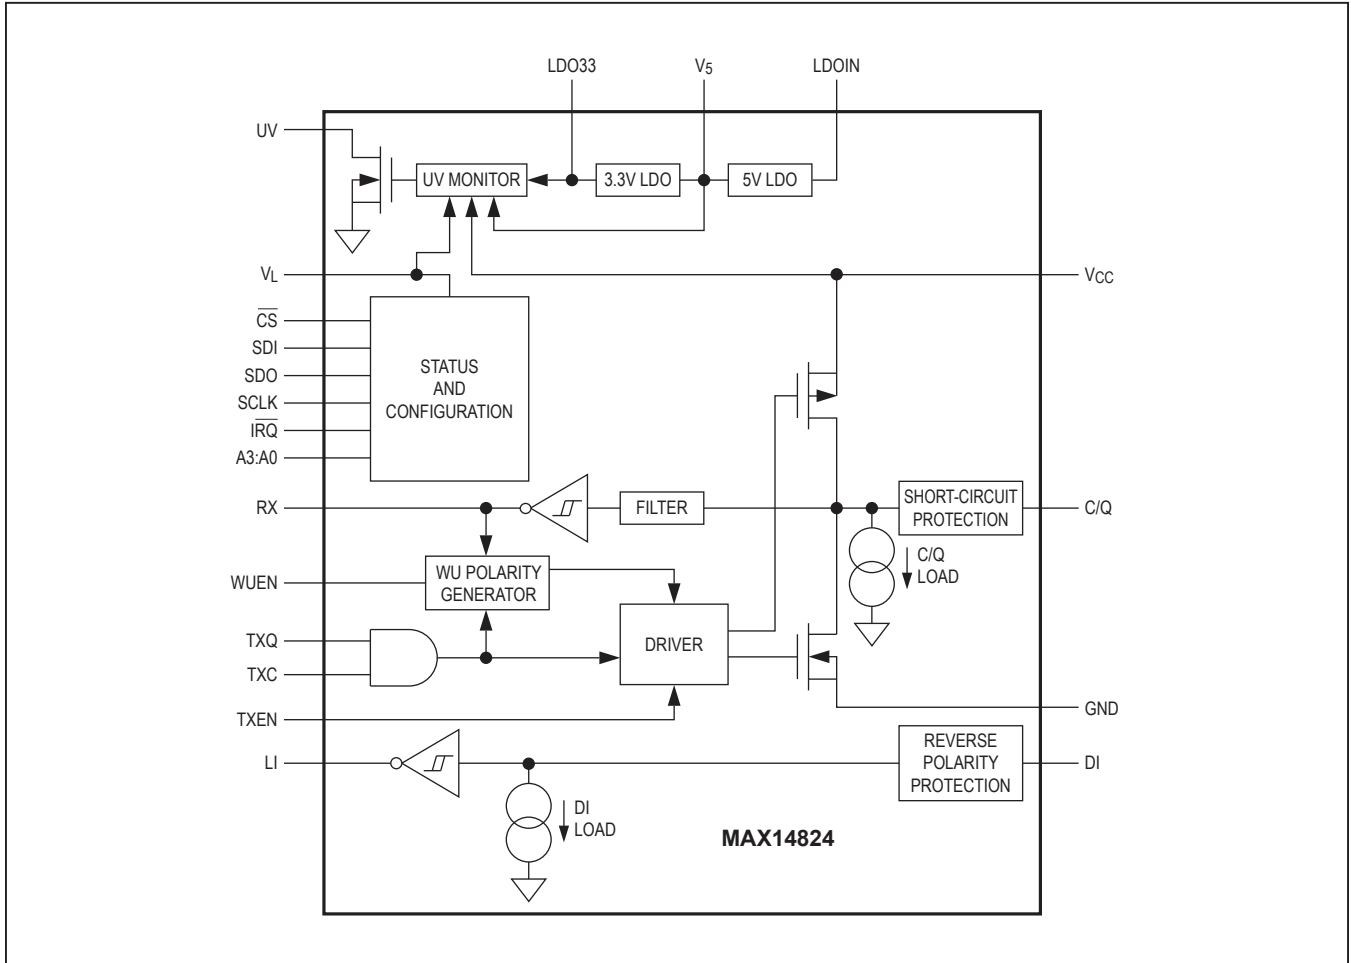 LDO33
V5
LDOIN
UV
UV MONITOR
3.3V LDO
5V LDO
VL
VCC
CS
SDI
SDO
SCLK
IRQ
A3:A0
STATUS
AND
CONFIGURATION
RX
FILTER
SHORT-CIRCUIT
PROTECTION
C/Q
C/Q
LOAD
WUEN
WU POLARITY
GENERATOR
TXQ
TXC
DRIVER
TXEN
GND
LI
REVERSE
POLARITY
PROTECTION
DI
DI
LOAD
MAX14824